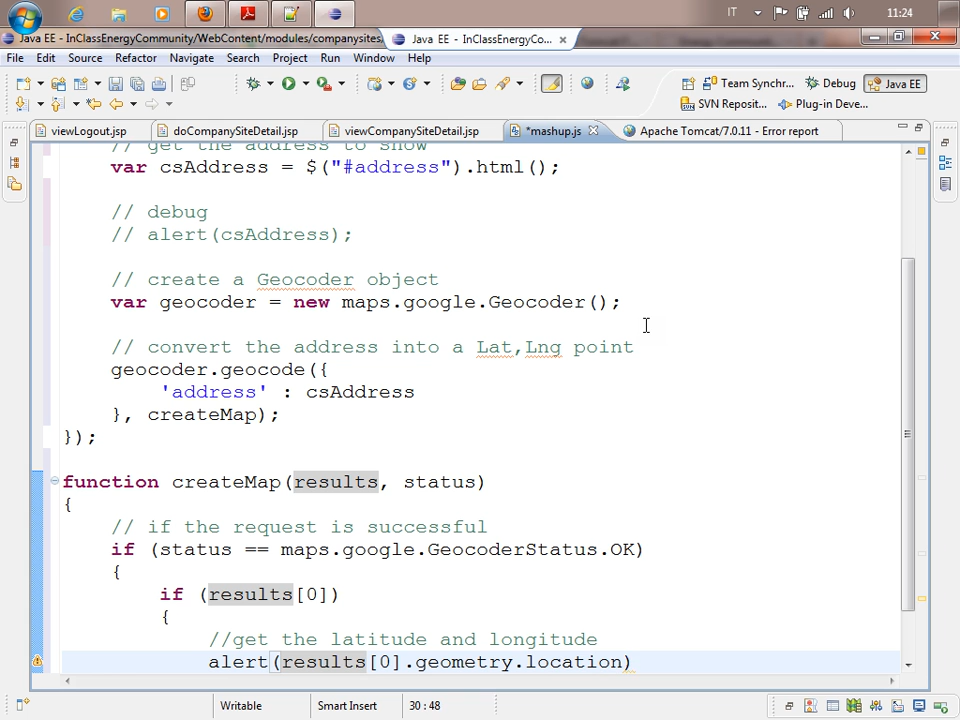 IT
11:24
Java EE - InClassEnergyCommunity/WebContent/modules/companysites
Java EE - InClassEnergyCo...
File Edit Source Refactor Navigate Search Project Run Window Help
Team Synchr...
Debug
Java EE
SVN Reposit...
Plug-in Deve...
viewLogout.jsp
doCompanySiteDetail.jsp
viewCompanySiteDetail.jsp
*mashup.js
Apache Tomcat/7.0.11 - Error report
// get the address to show
var csAddress = $("#address").html();
// debug
// alert(csAddress);
// create a Geocoder object
var geocoder = new maps.google.Geocoder();
// convert the address into a Lat,Lng point
geocoder.geocode({
'address' : csAddress
}, createMap);
});
function createMap(results, status)
{
// if the request is successful
if (status == maps.google.GeocoderStatus.OK)
{
if (results[0])
{
//get the latitude and longitude
alert(results[0].geometry.location)
Writable
Smart Insert
30 : 48